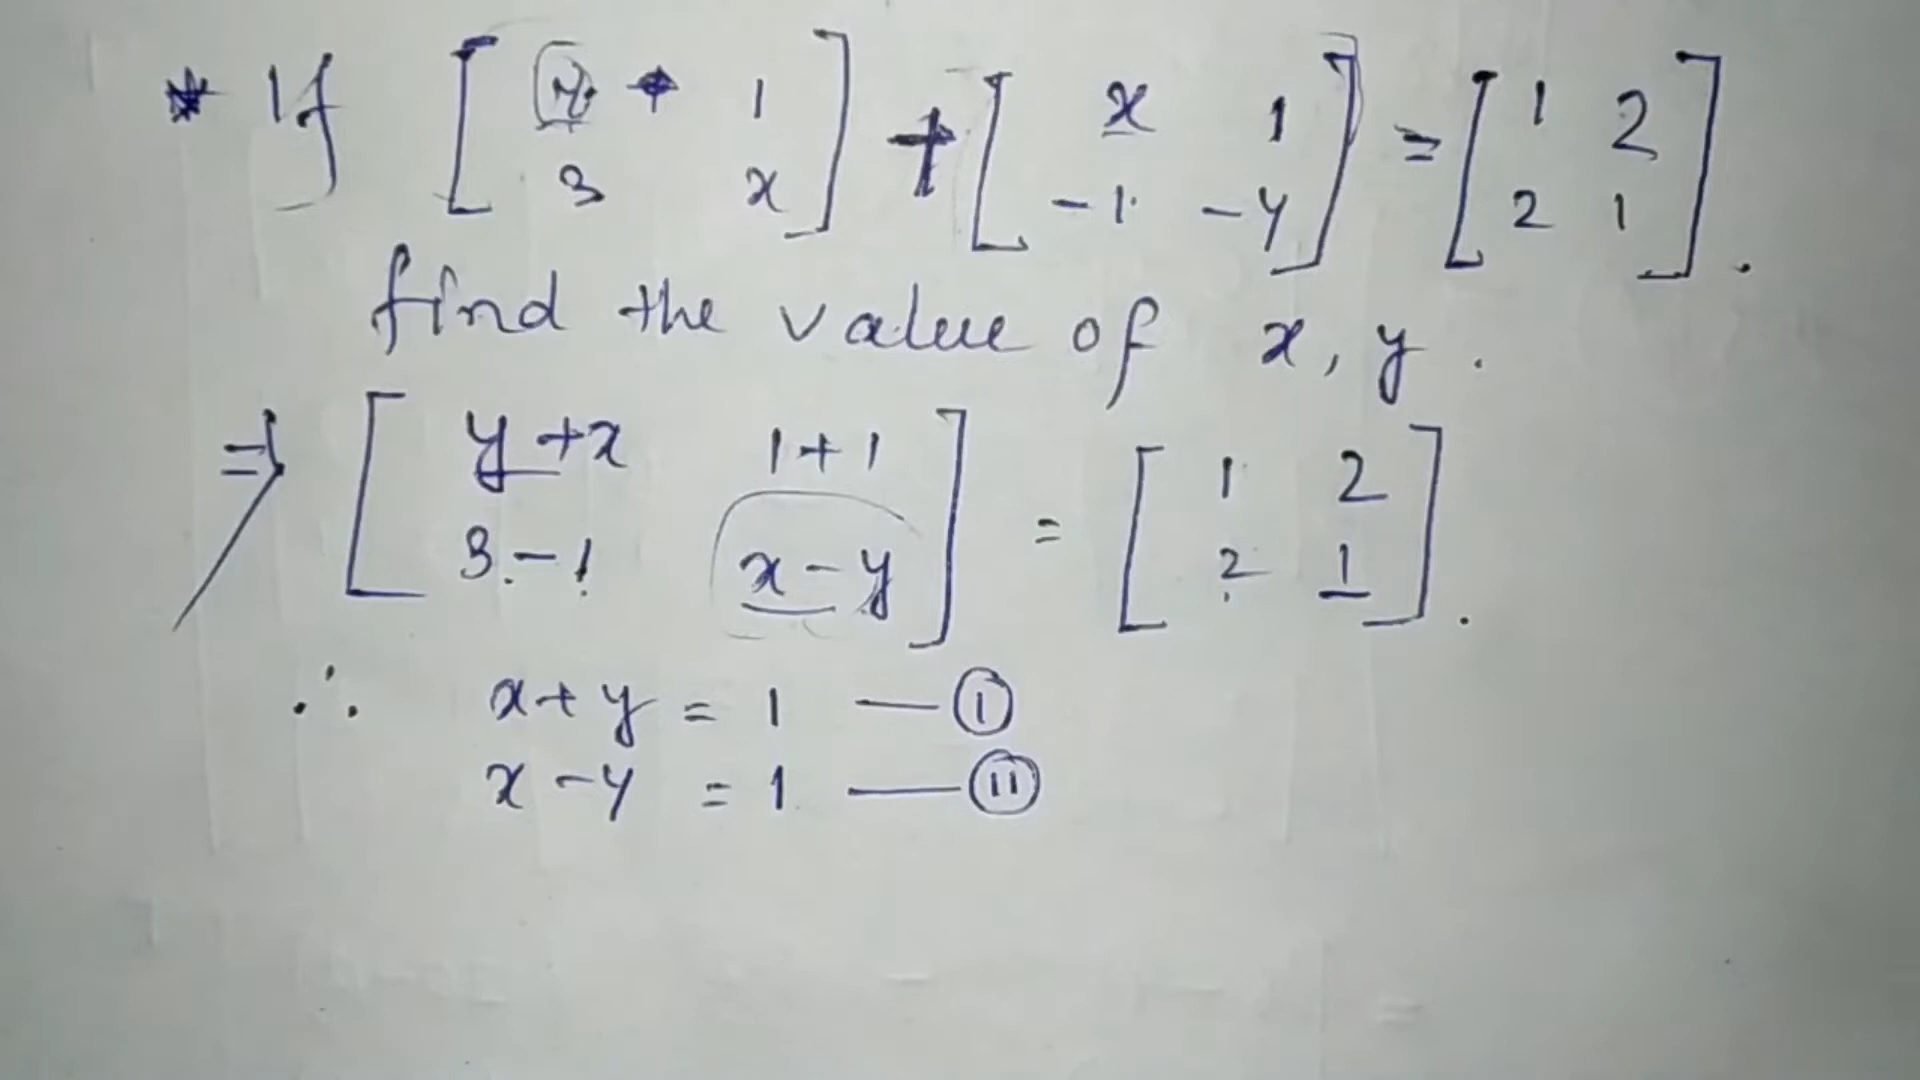 * If [ y 1 ] + [ x 1 ] = [ 1 2 ]
[ 3 x ] [ -1 -y ] [ 2 1 ].
find the value of x, y.
⇒ [ y+x 1+1 ] = [ 1 2 ]
[ 3-1 x-y ] [ 2 1 ].
∴ x+y = 1 — (I)
x-y = 1 — (II)